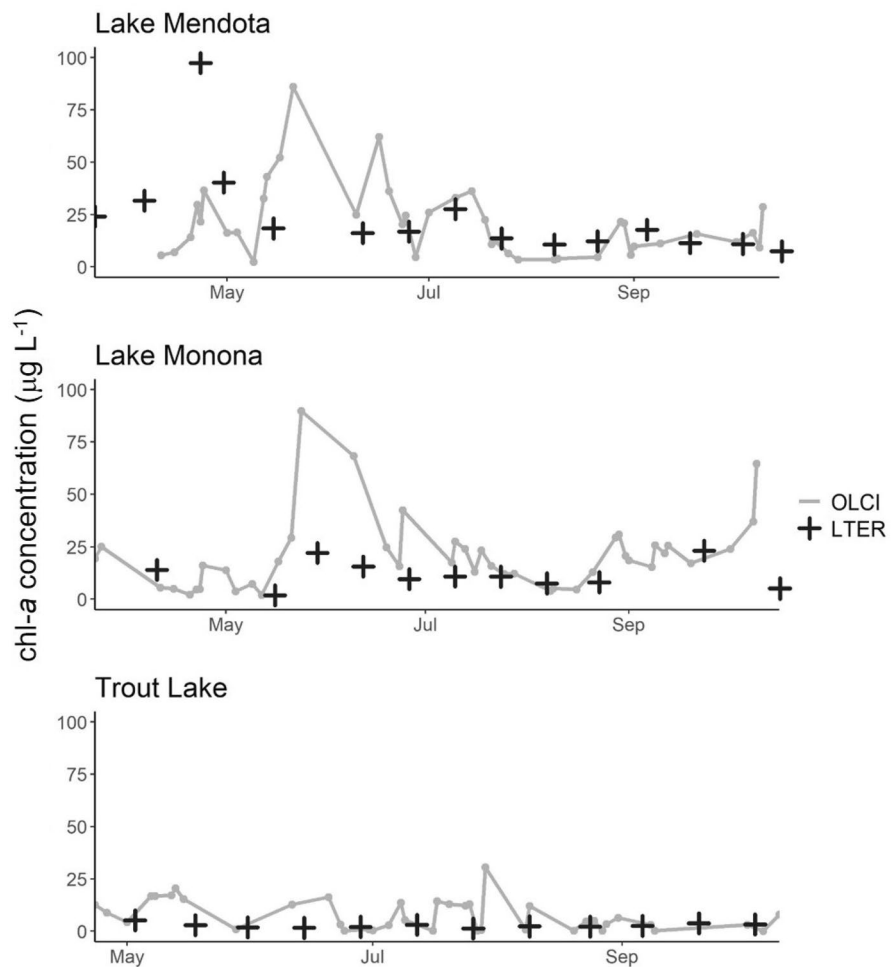 Lake Mendota
100
75
50
25
0
May Jul Sep
Lake Monona
100
75
50
25
0
May Jul Sep
chl-a concentration (µg L⁻¹)
OLCI
LTER
Trout Lake
100
75
50
25
0
May Jul Sep